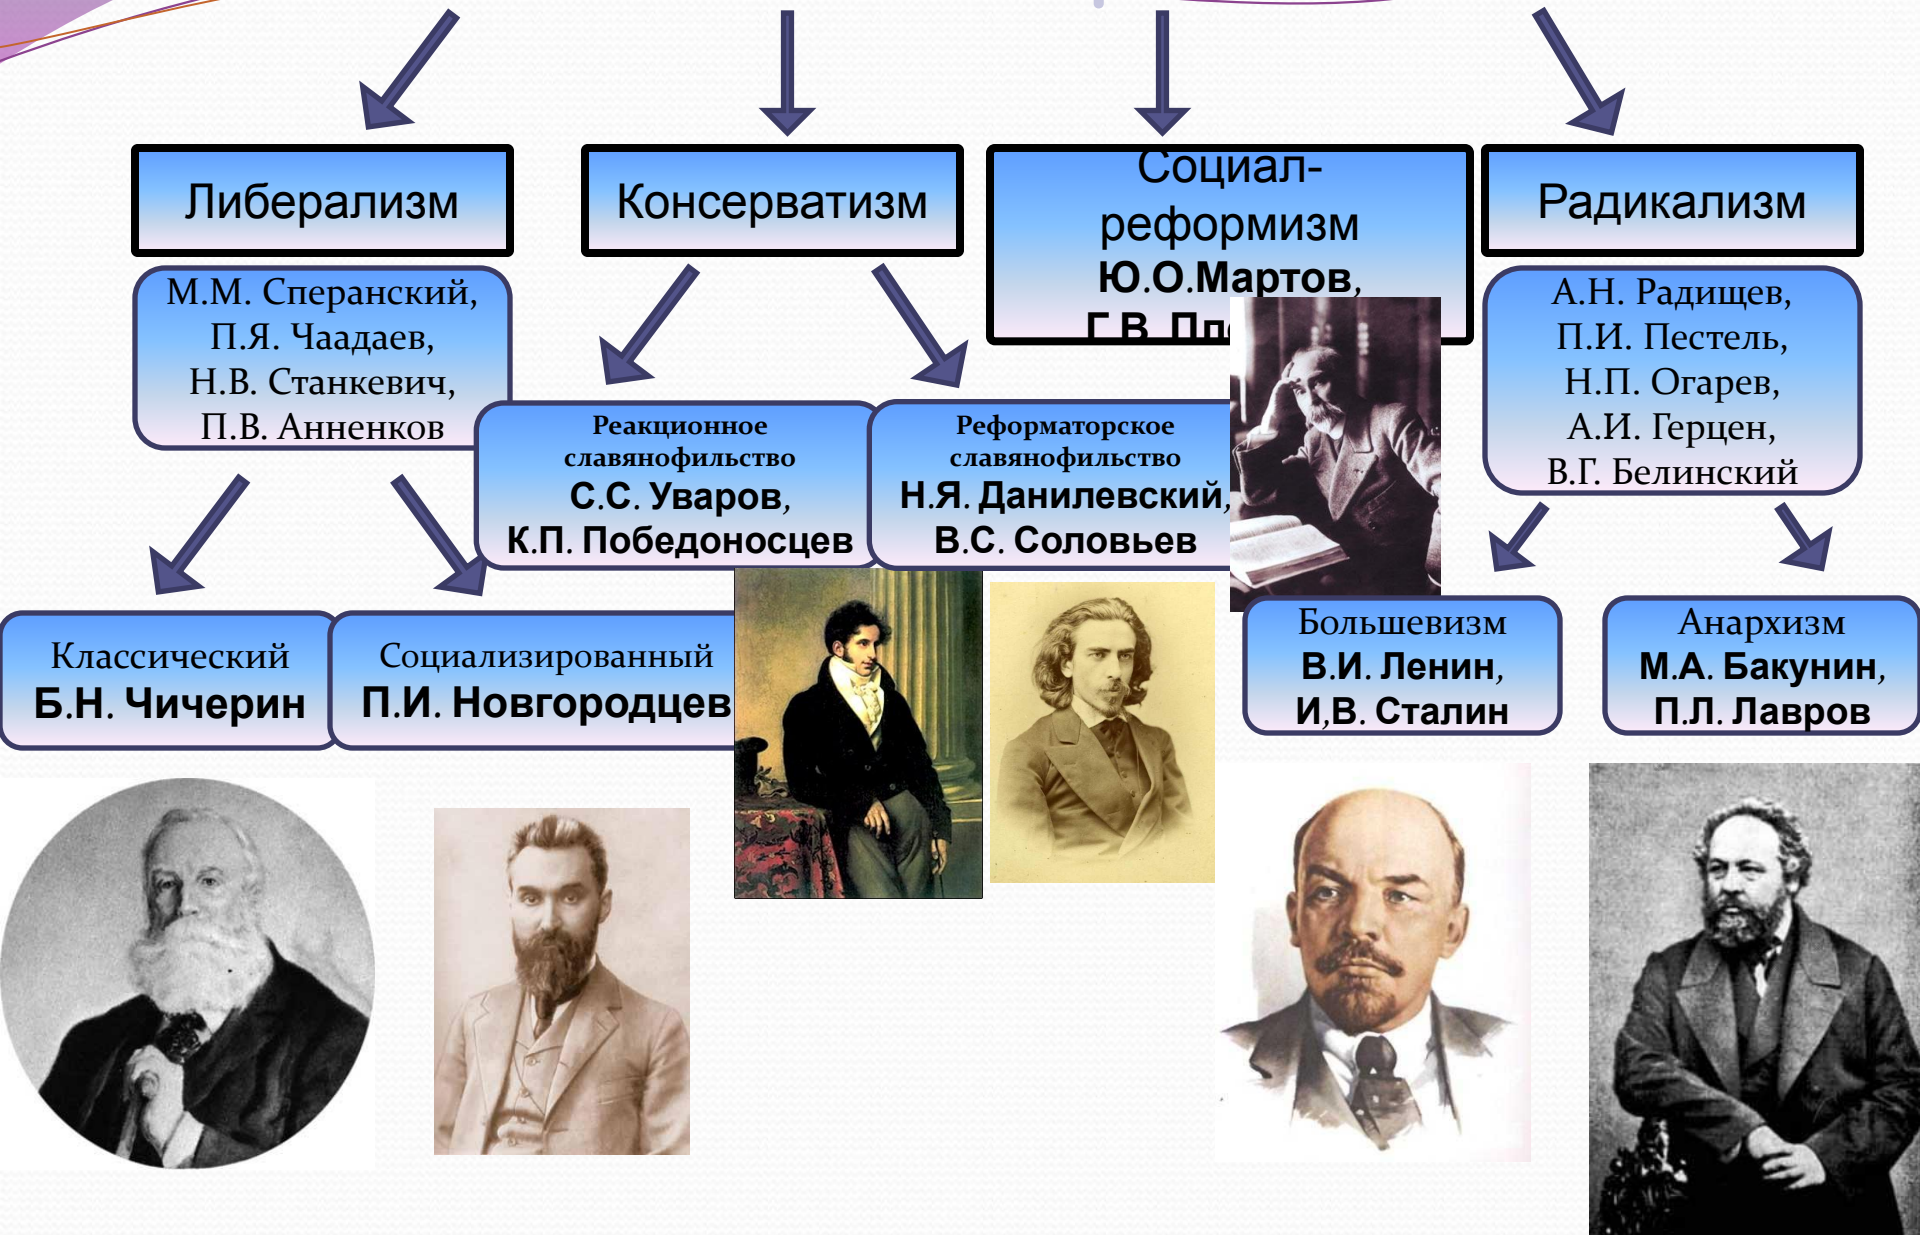 Либерализм
М.М. Сперанский,
П.Я. Чаадаев,
Н.В. Станкевич,
П.В. Анненков
Классический
Б.Н. Чичерин
Социализированный
П.И. Новгородцев
Консерватизм
Реакционное
славянофильство
С.С. Уваров,
К.П. Победоносцев
Реформаторское
славянофильство
Н.Я. Данилевский,
В.С. Соловьев
Социал-
реформизм
Ю.О.Мартов,
Г.В.
Радикализм
А.Н. Радищев,
П.И. Пестель,
Н.П. Огарев,
А.И. Герцен,
В.Г. Белинский
Большевизм
В.И. Ленин,
И,В. Сталин
Анархизм
М.А. Бакунин,
П.Л. Лавров